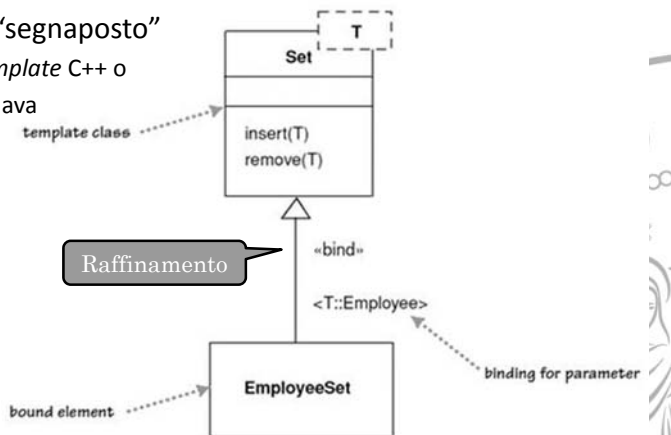 “segnaposto”
mplate C++ o
ava
T
Set
template class
insert(T)
remove(T)
Raffinamento
«bind»
<T::Employee>
binding for parameter
EmployeeSet
bound element